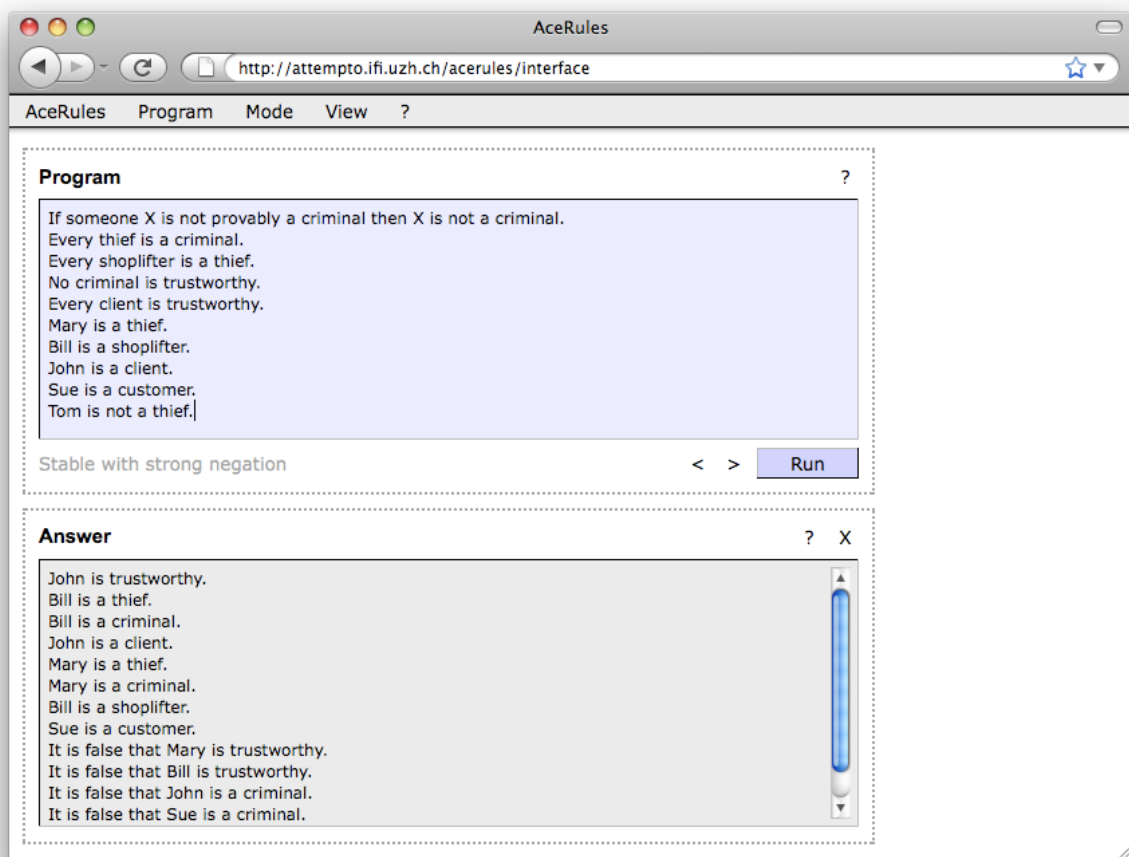 AceRules
http://attempto.ifi.uzh.ch/acerules/interface
AceRules Program Mode View ?
Program ?
If someone X is not provably a criminal then X is not a criminal.
Every thief is a criminal.
Every shoplifter is a thief.
No criminal is trustworthy.
Every client is trustworthy.
Mary is a thief.
Bill is a shoplifter.
John is a client.
Sue is a customer.
Tom is not a thief.
Stable with strong negation < > Run
Answer ? X
John is trustworthy.
Bill is a thief.
Bill is a criminal.
John is a client.
Mary is a thief.
Mary is a criminal.
Bill is a shoplifter.
Sue is a customer.
It is false that Mary is trustworthy.
It is false that Bill is trustworthy.
It is false that John is a criminal.
It is false that Sue is a criminal.